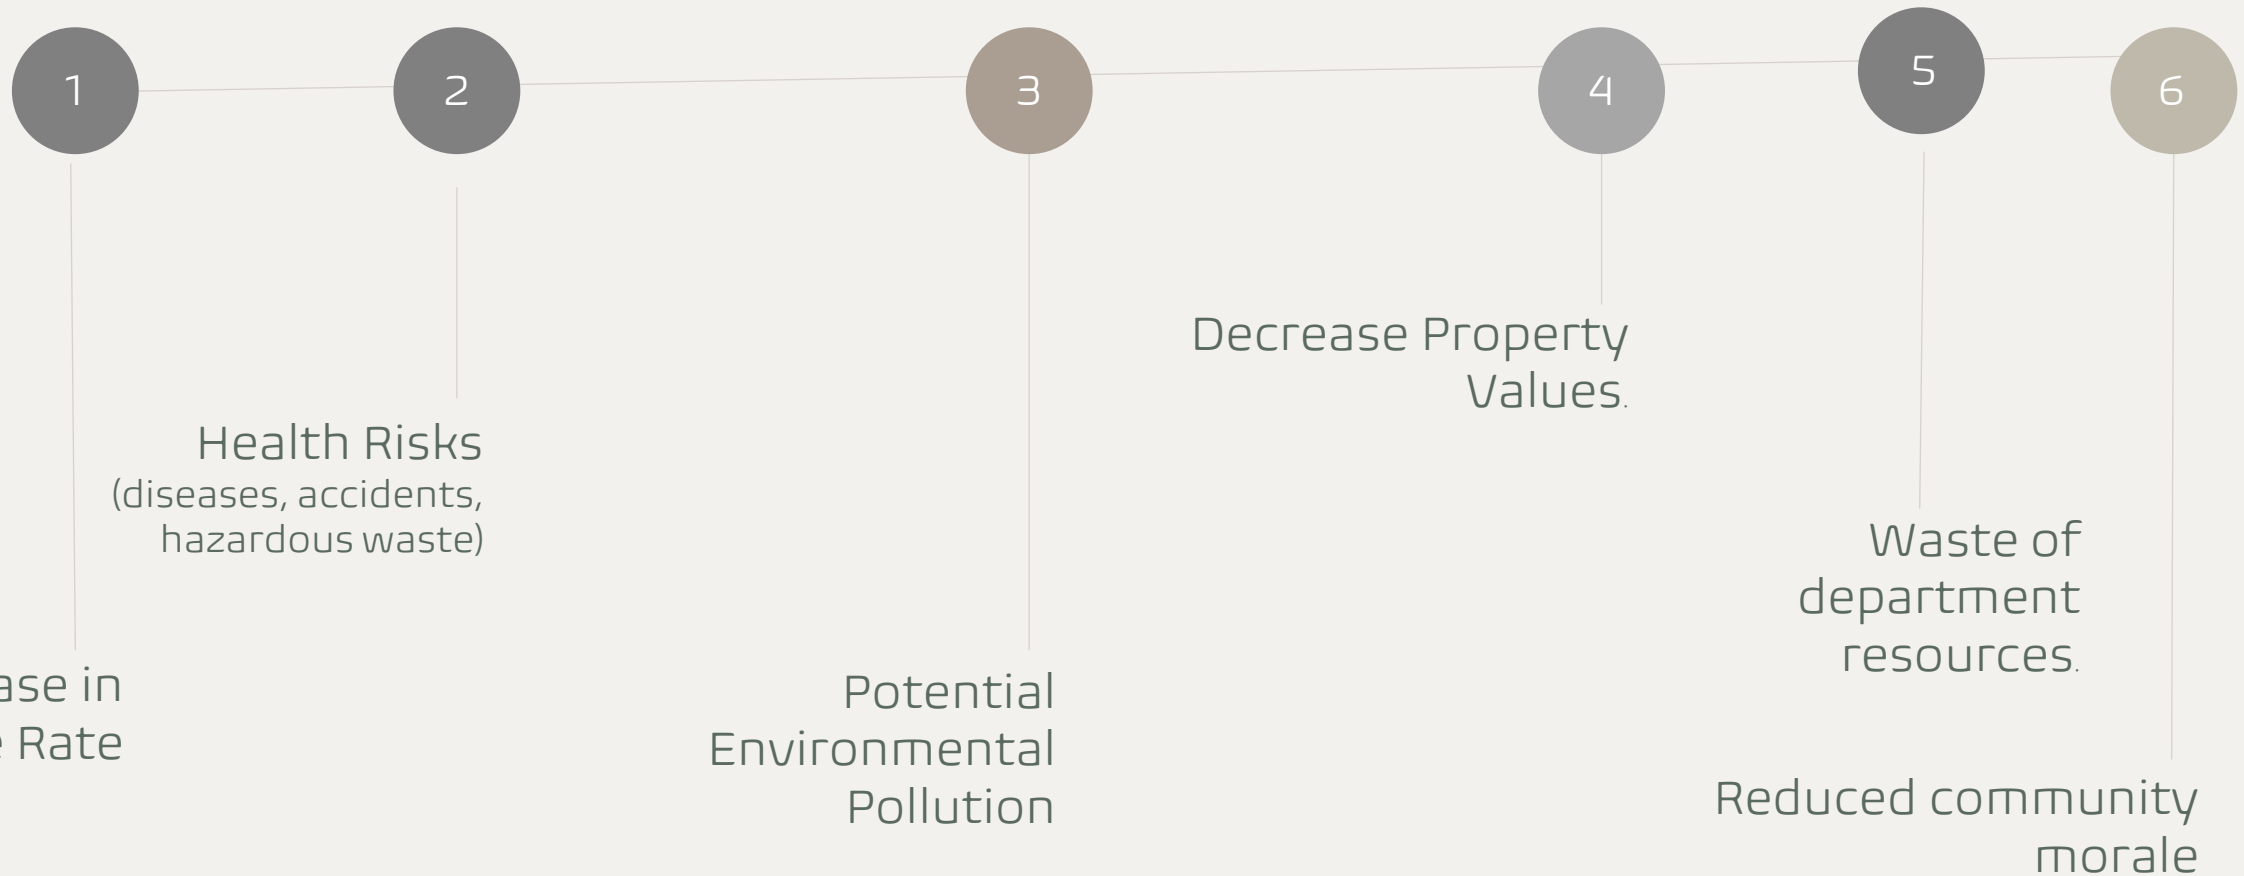 1
2
3
4
5
6
ase in
Rate
Health Risks
(diseases, accidents,
hazardous waste)
Potential
Environmental
Pollution
Decrease Property
Values.
Waste of
department
resources.
Reduced community
morale